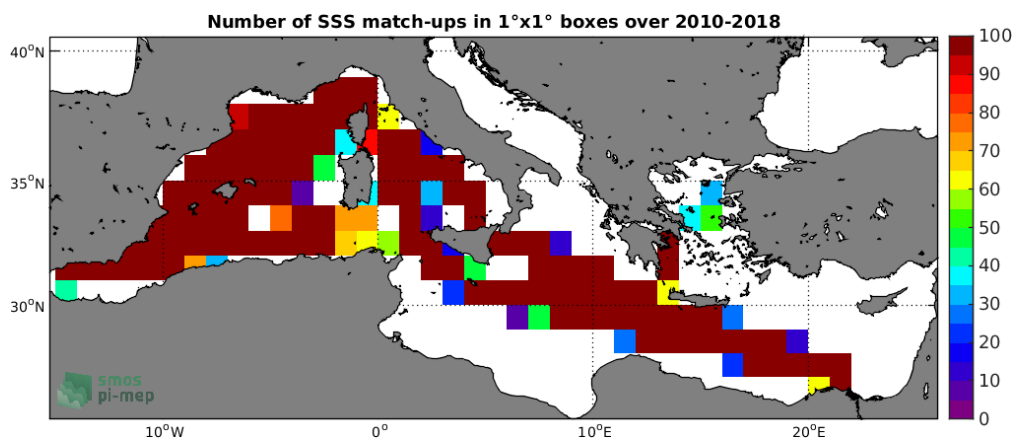 Number of SSS match-ups in 1°x1° boxes over 2010-2018
40°N
35°N
30°N
10°W
0°
10°E
20°E
100
90
80
70
60
50
40
30
20
10
0
smos
pi-mep